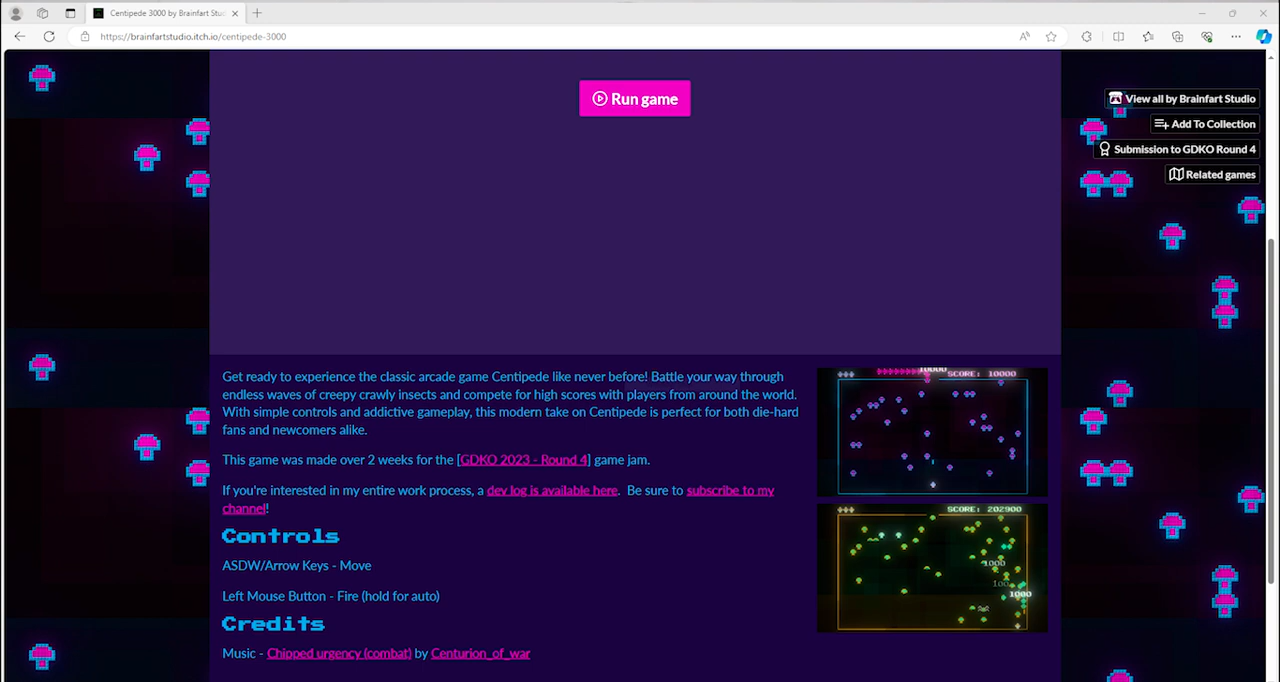 Centipede 3000 by Brainfart Stud
https://brainfartstudio.itch.io/centipede-3000
Run game
View all by Brainfart Studio
Add To Collection
Submission to GDKO Round 4
Related games
Get ready to experience the classic arcade game Centipede like never before! Battle your way through
endless waves of creepy crawly insects and compete for high scores with players from around the world.
With simple controls and addictive gameplay, this modern take on Centipede is perfect for both die-hard
fans and newcomers alike.
This game was made over 2 weeks for the [GDKO 2023 - Round 4] game jam.
If you're interested in my entire work process, a dev log is available here.  Be sure to subscribe to my
channel!
Controls
ASDW/Arrow Keys - Move
Left Mouse Button - Fire (hold for auto)
Credits
Music - Chipped urgency (combat) by Centurion_of_war
10000 SCORE: 10000
SCORE: 202900
1000
100
1000